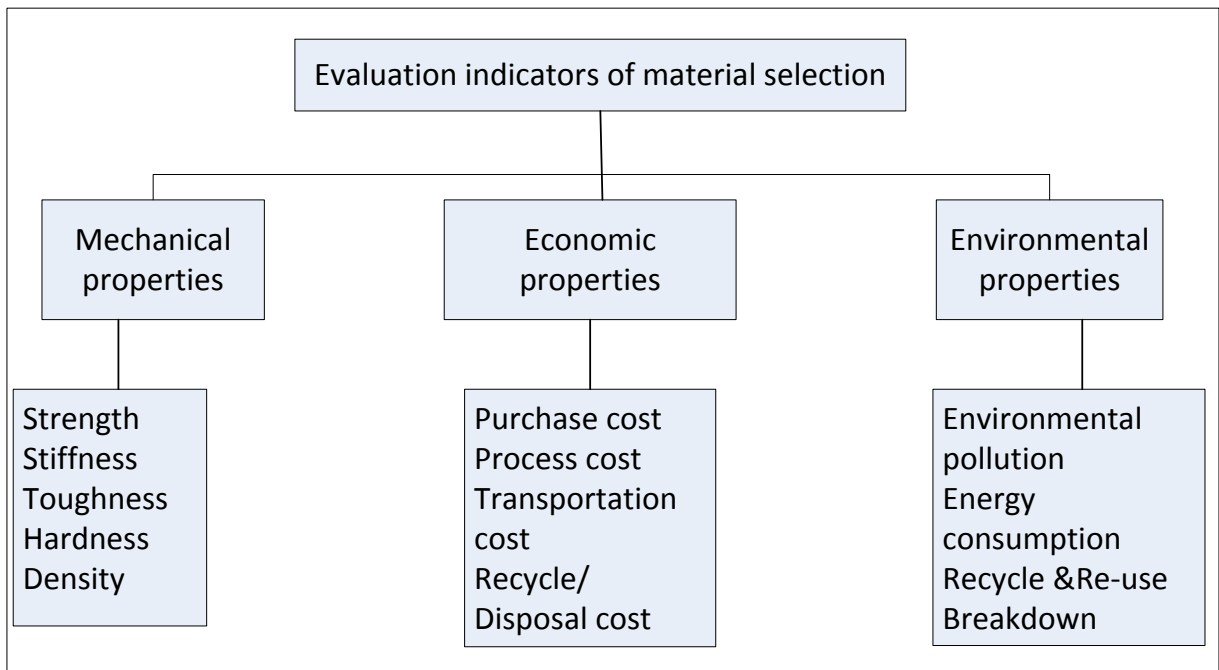 Evaluation indicators of material selection
Mechanical
properties
Economic
properties
Environmental
properties
Strength
Stiffness
Toughness
Hardness
Density
Purchase cost
Process cost
Transportation
cost
Recycle/
Disposal cost
Environmental
pollution
Energy
consumption
Recycle &Re-use
Breakdown